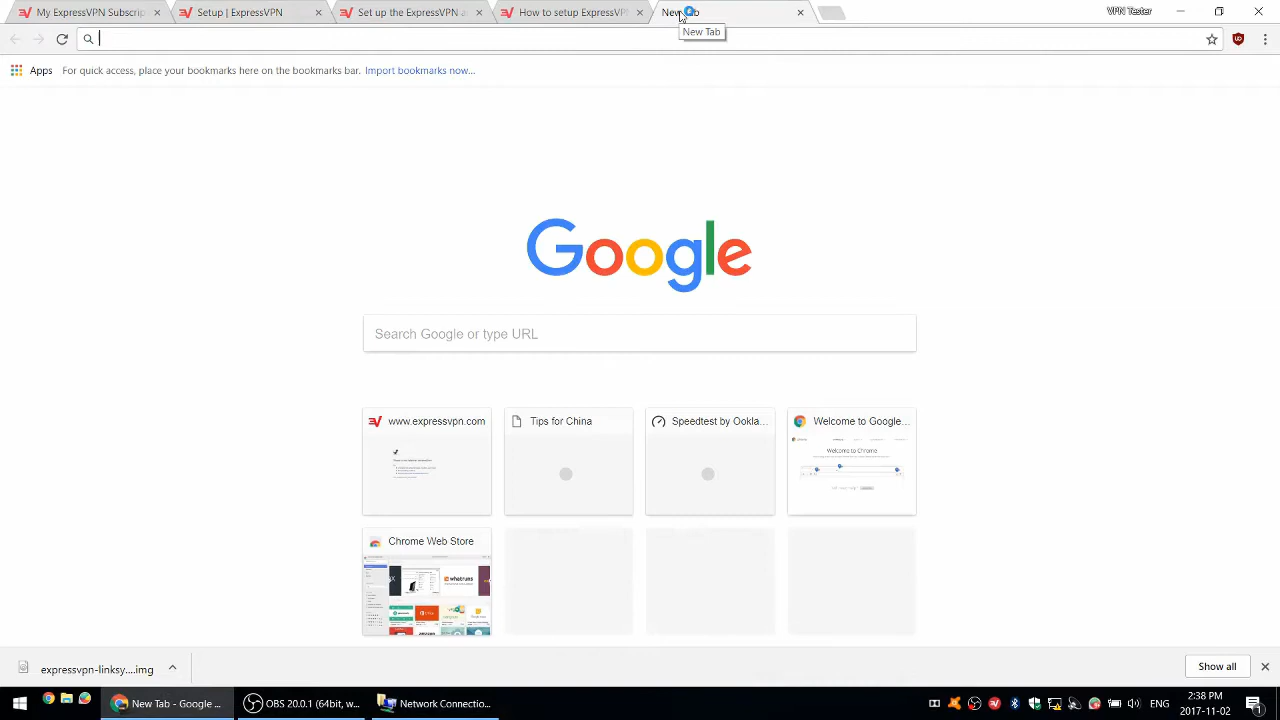 My ExpressVPN Subscrip
Setup | ExpressVPN
Set up the ExpressVPN a
How to setup ExpressVP
New Tab
VPN Tester
New Tab
Apps
For quick access, place your bookmarks here on the bookmarks bar. Import bookmarks now...
Google
Search Google or type URL
www.expressvpn.com
Tips for China
Speedtest by Ookla...
Welcome to Google...
Welcome to Chrome
Chrome Web Store
whatruns
expressvpn-linksy....img
Show all
New Tab - Google ...
OBS 20.0.1 (64bit, w...
Network Connectio...
ENG
2:38 PM
2017-11-02